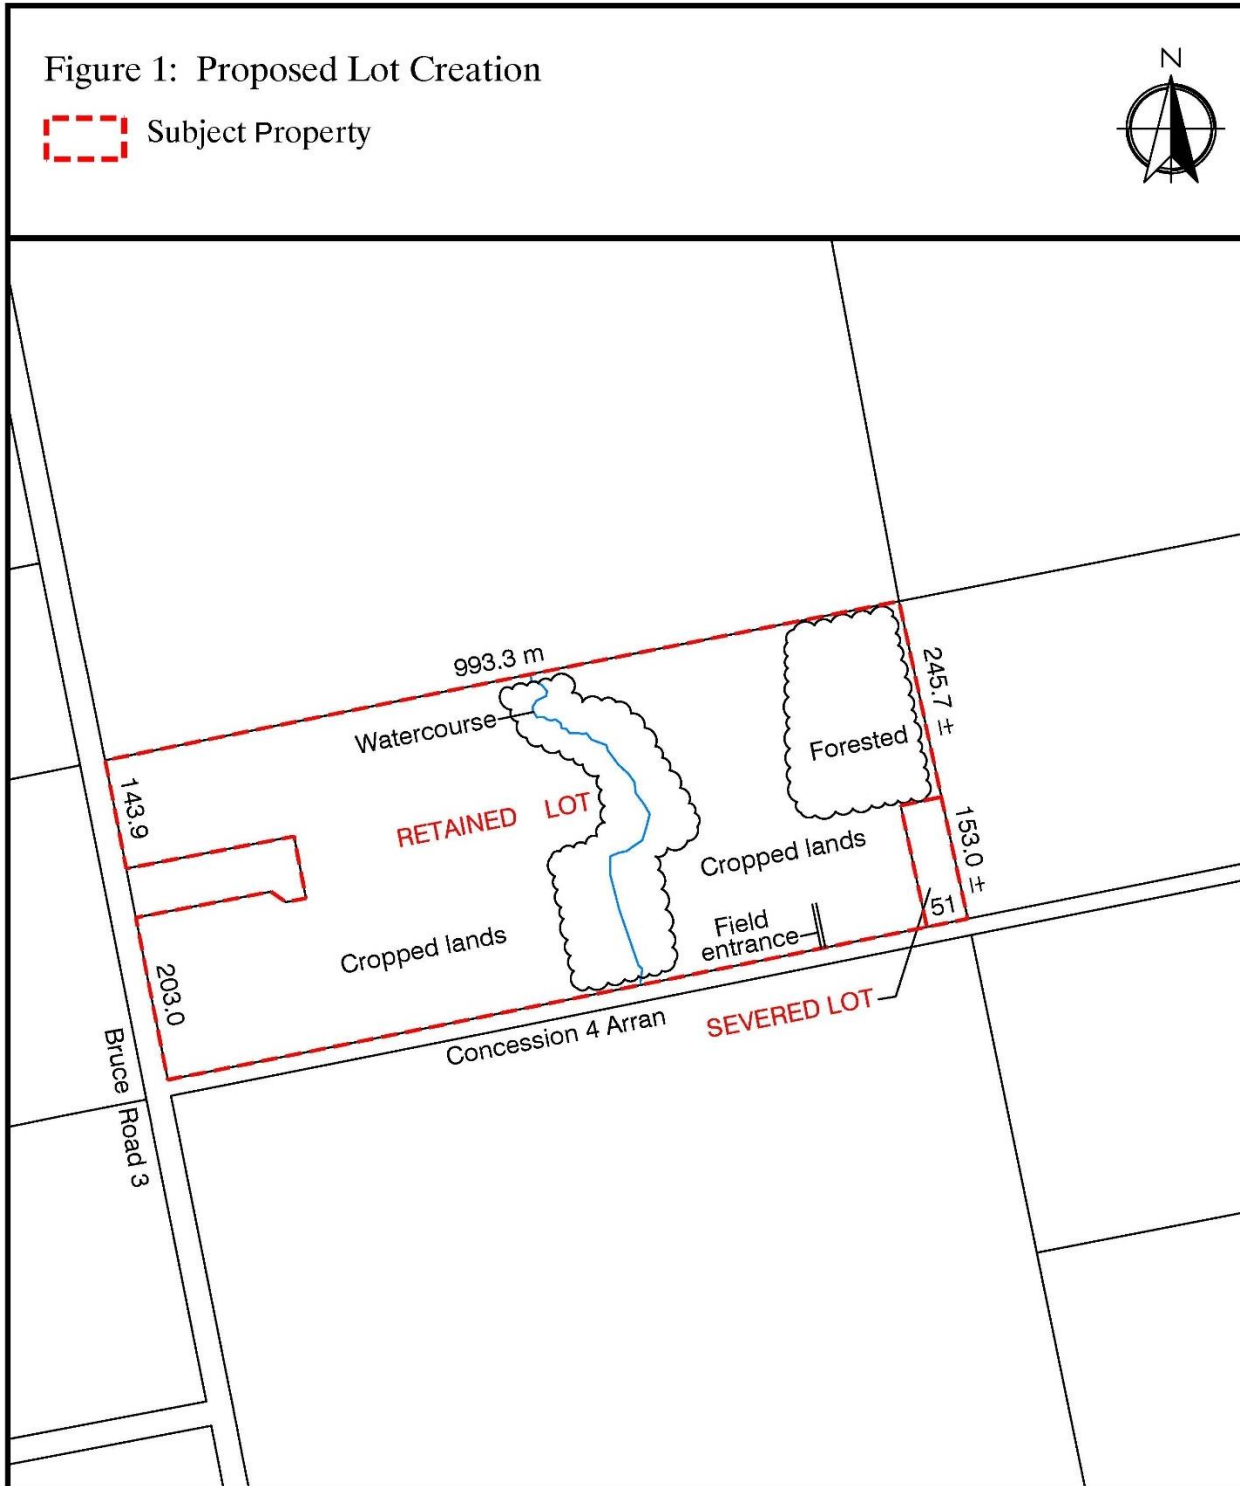 Figure 1: Proposed Lot Creation
N
Subject Property
993.3 m
Watercourse
245.7 ±
Forested
143.9
RETAINED LOT
153.0 ±
Cropped lands
51
Field
entrance
Cropped lands
203.0
SEVERED LOT
Concession 4 Arran
Bruce Road 3